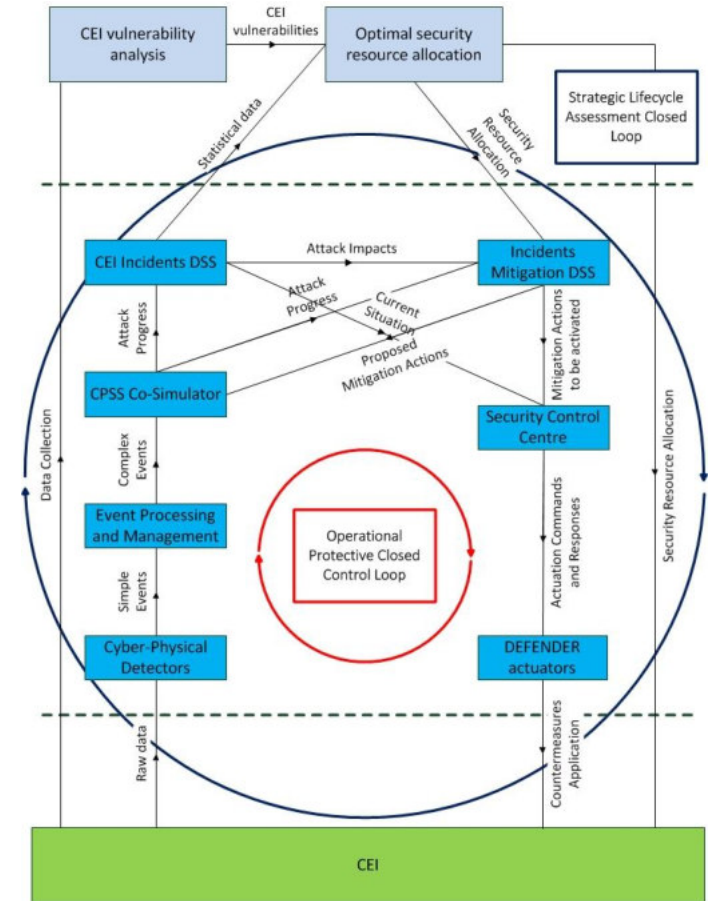 CEI vulnerability
analysis
CEI
vulnerabilities
Optimal security
resource allocation
Strategic Lifecycle
Assessment Closed
Loop
Statistical data
Security
Resource
Allocation
CEI Incidents DSS
Attack Impacts
Incidents
Mitigation DSS
Attack
Progress
Attack
Progress
Current
Situation
Proposed
Mitigation Actions
Mitigation Actions
to be activated
CPSS Co-Simulator
Security Control
Centre
Data Collection
Complex
Events
Security Resource Allocation
Event Processing
and Management
Operational
Protective Closed
Control Loop
Actuation Commands
and Responses
Simple
Events
Cyber-Physical
Detectors
DEFENDER
actuators
Raw data
Countermeasures
Application
CEI